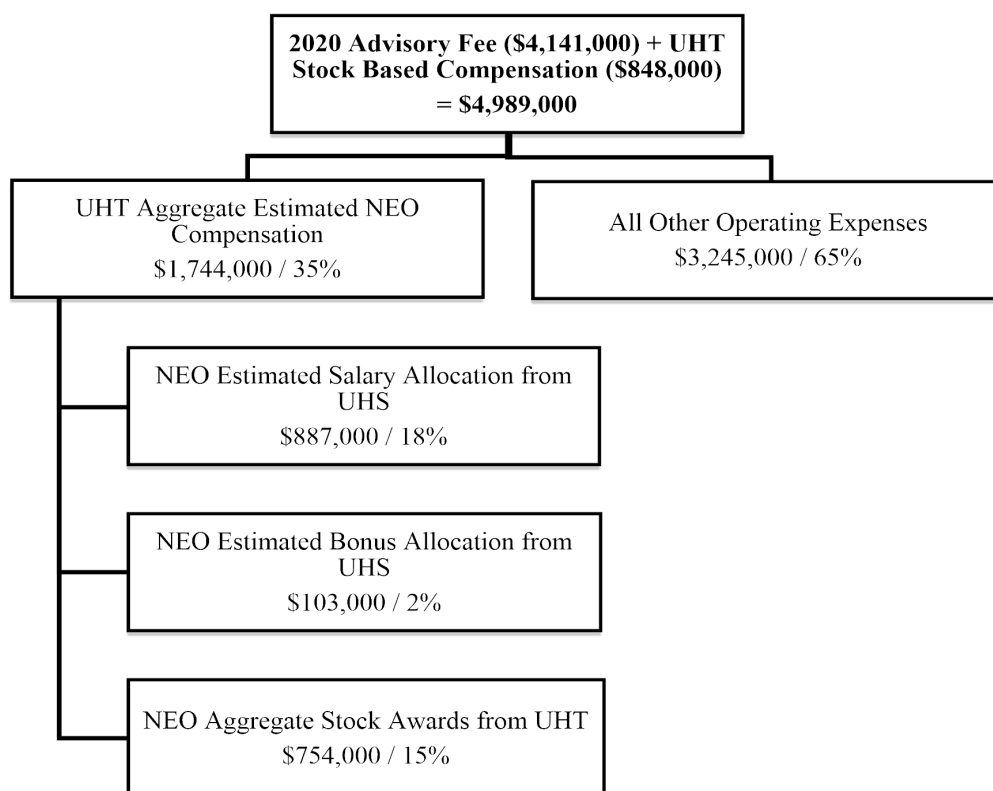 2020 Advisory Fee ($4,141,000) + UHT
Stock Based Compensation ($848,000)
= $4,989,000
UHT Aggregate Estimated NEO
Compensation
$1,744,000 / 35%
All Other Operating Expenses
$3,245,000 / 65%
NEO Estimated Salary Allocation from
UHS
$887,000 / 18%
NEO Estimated Bonus Allocation from
UHS
$103,000 / 2%
NEO Aggregate Stock Awards from UHT
$754,000 / 15%